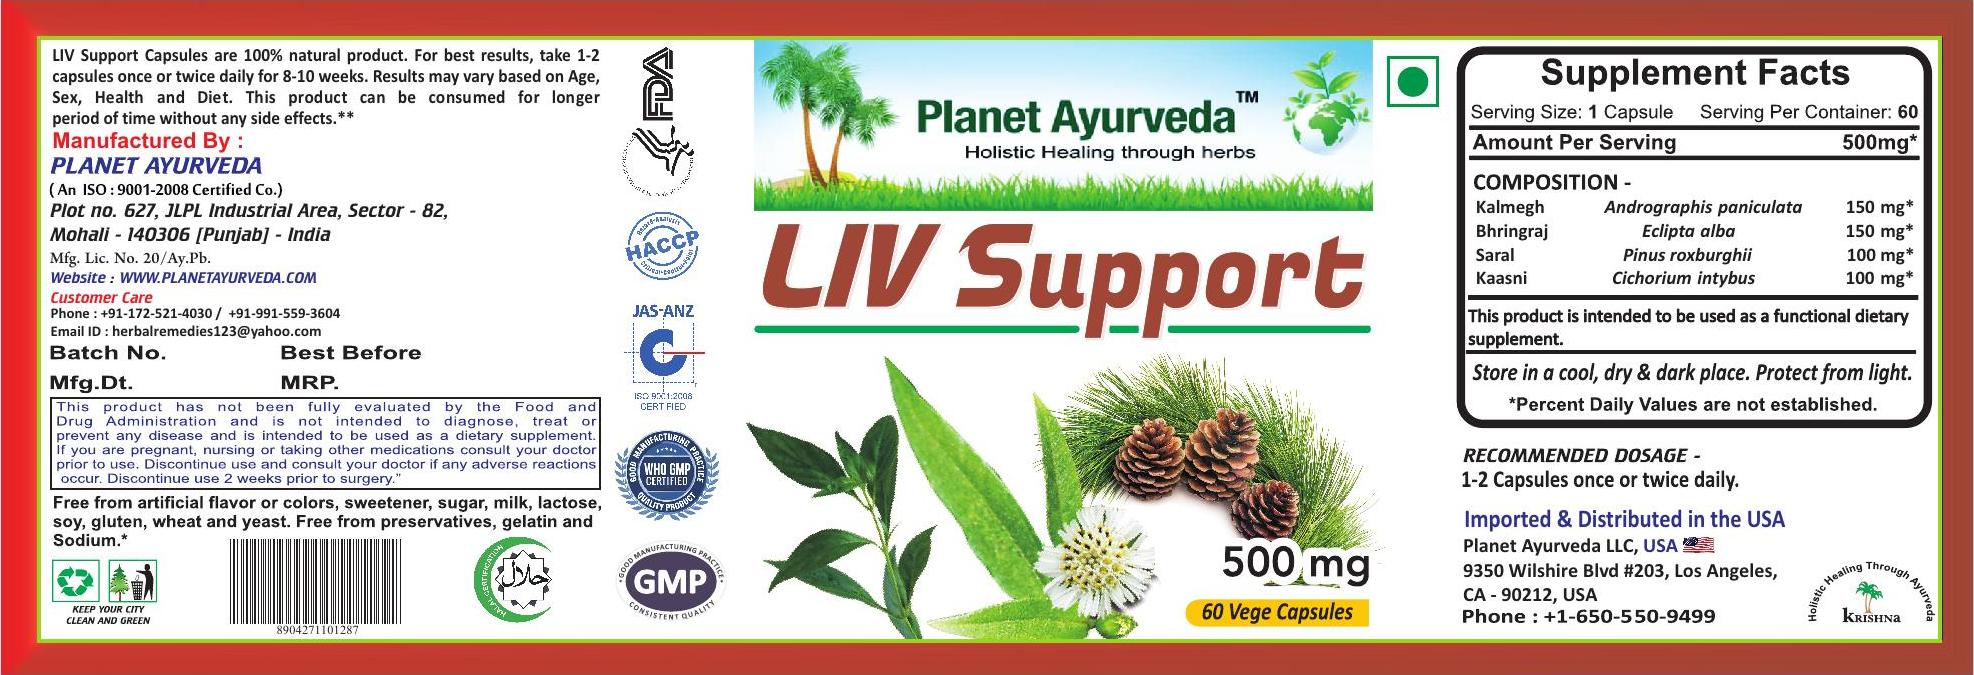 LIV Support Capsules are 100% natural product. For best results, take 1-2
capsules once or twice daily for 8-10 weeks. Results may vary based on Age,
Sex, Health and Diet. This product can be consumed for longer
period of time without any side effects.**
Manufactured By :
PLANET AYURVEDA
( An ISO : 9001-2008 Certified Co.)
Plot no. 627, JLPL Industrial Area, Sector - 82,
Mohali - 140306 [Punjab] - India
Mfg. Lic. No. 20/Ay.Pb.
Website : WWW.PLANETAYURVEDA.COM
Customer Care
Phone : +91-172-521-4030 / +91-991-559-3604
Email ID : herbalremedies123@yahoo.com
Batch No. Best Before
Mfg.Dt. MRP.
This product has not been fully evaluated by the Food and
Drug Administration and is not intended to diagnose, treat or
prevent any disease and is intended to be used as a dietary supplement.
If you are pregnant, nursing or taking other medications consult your doctor
prior to use. Discontinue use and consult your doctor if any adverse reactions
occur. Discontinue use 2 weeks prior to surgery.”
Free from artificial flavor or colors, sweetener, sugar, milk, lactose,
soy, gluten, wheat and yeast. Free from preservatives, gelatin and
Sodium.*
KEEP YOUR CITY
CLEAN AND GREEN
8904271101287
HALAL CERTIFICATION
حلال
FDA
HACCP
JAS-ANZ
ISO 9001:2008
CERTIFIED
GOOD MANUFACTURING PRACTICE
WHO GMP
CERTIFIED
QUALITY PRODUCT
GOOD MANUFACTURING PRACTICE
GMP
CONSISTENT QUALITY
Planet Ayurveda™
Holistic Healing through herbs
LIV Support
500 mg
60 Vege Capsules
Supplement Facts
Serving Size: 1 Capsule Serving Per Container: 60
Amount Per Serving 500mg*
COMPOSITION -
Kalmegh Andrographis paniculata 150 mg*
Bhringraj Eclipta alba 150 mg*
Saral Pinus roxburghii 100 mg*
Kaasni Cichorium intybus 100 mg*
This product is intended to be used as a functional dietary
supplement.
Store in a cool, dry & dark place. Protect from light.
*Percent Daily Values are not established.
RECOMMENDED DOSAGE -
1-2 Capsules once or twice daily.
Imported & Distributed in the USA
Planet Ayurveda LLC, USA
9350 Wilshire Blvd #203, Los Angeles,
CA - 90212, USA
Phone : +1-650-550-9499
Holistic Healing Through Ayurveda
KRISHNA